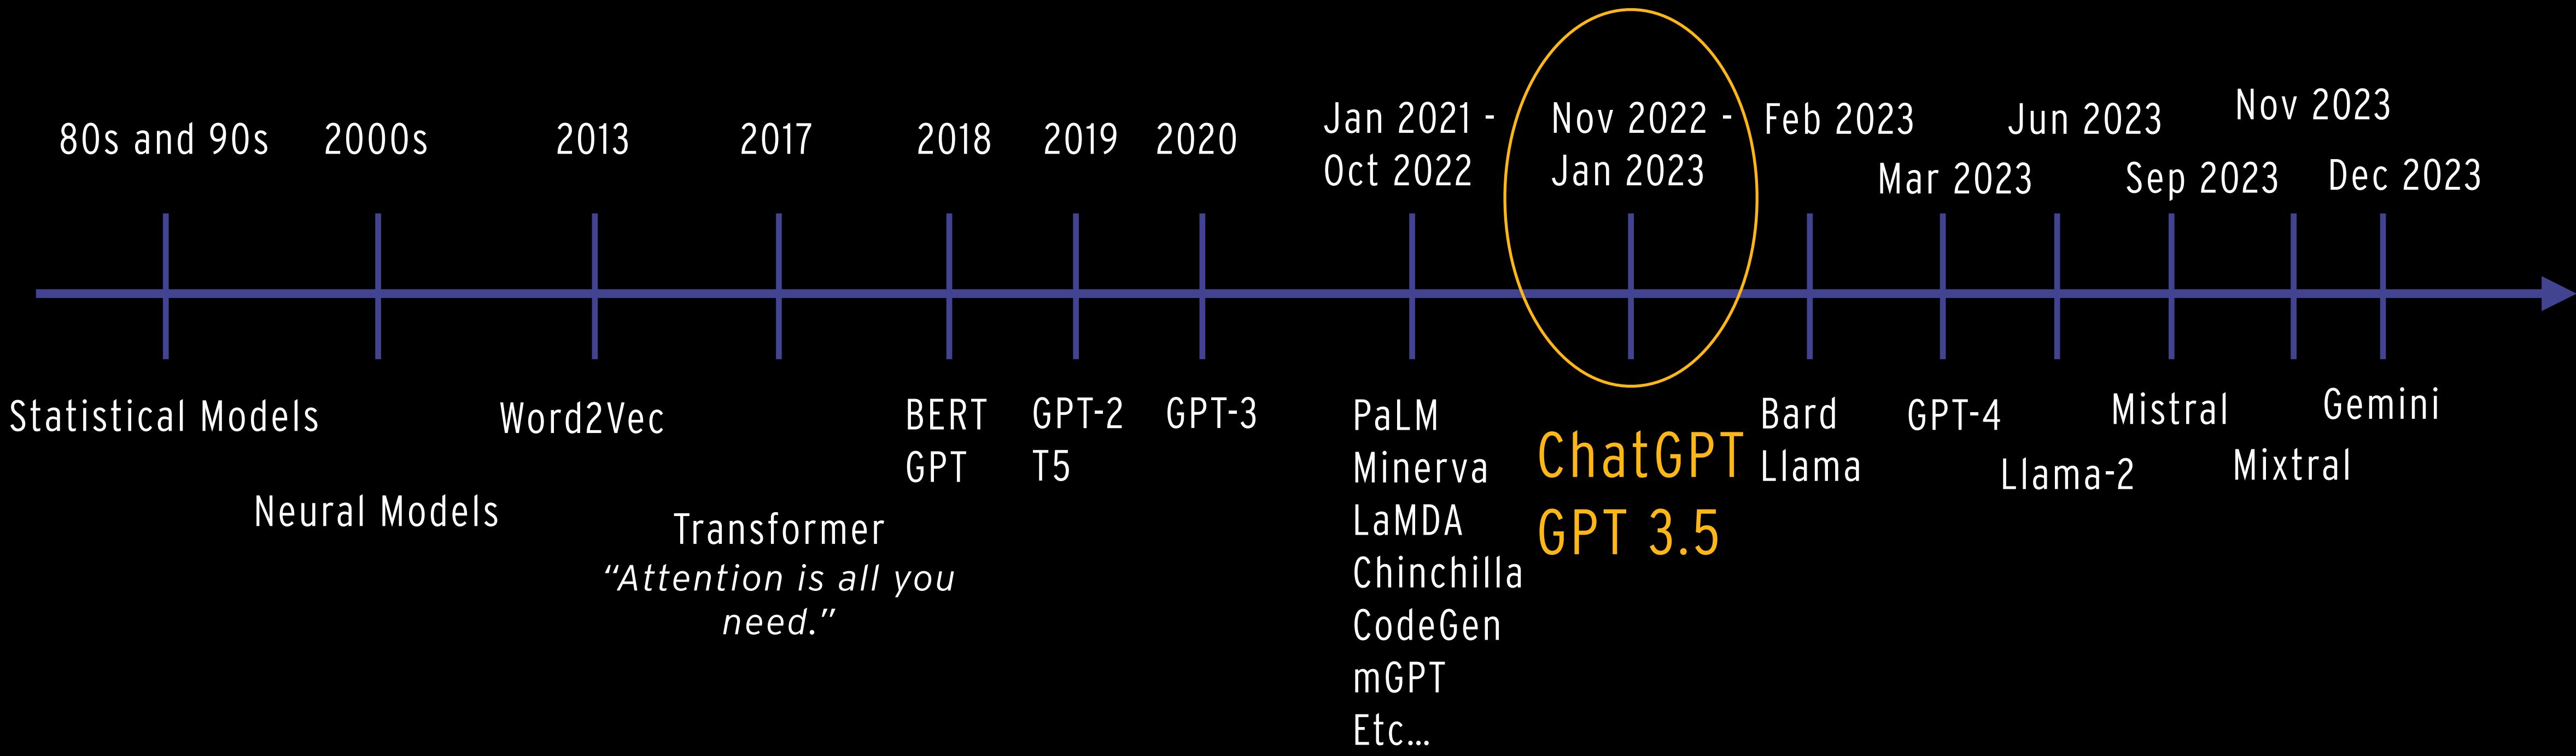 80s and 90s
2000s
2013
2017
2018
2019
2020
Jan 2021 -
Oct 2022
Nov 2022 -
Jan 2023
Feb 2023
Mar 2023
Jun 2023
Sep 2023
Nov 2023
Dec 2023
Statistical Models
Neural Models
Word2Vec
Transformer
“Attention is all you
need.”
BERT
GPT
GPT-2
T5
GPT-3
PaLM
Minerva
LaMDA
Chinchilla
CodeGen
mGPT
Etc…
ChatGPT
GPT 3.5
Bard
Llama
GPT-4
Llama-2
Mistral
Mixtral
Gemini